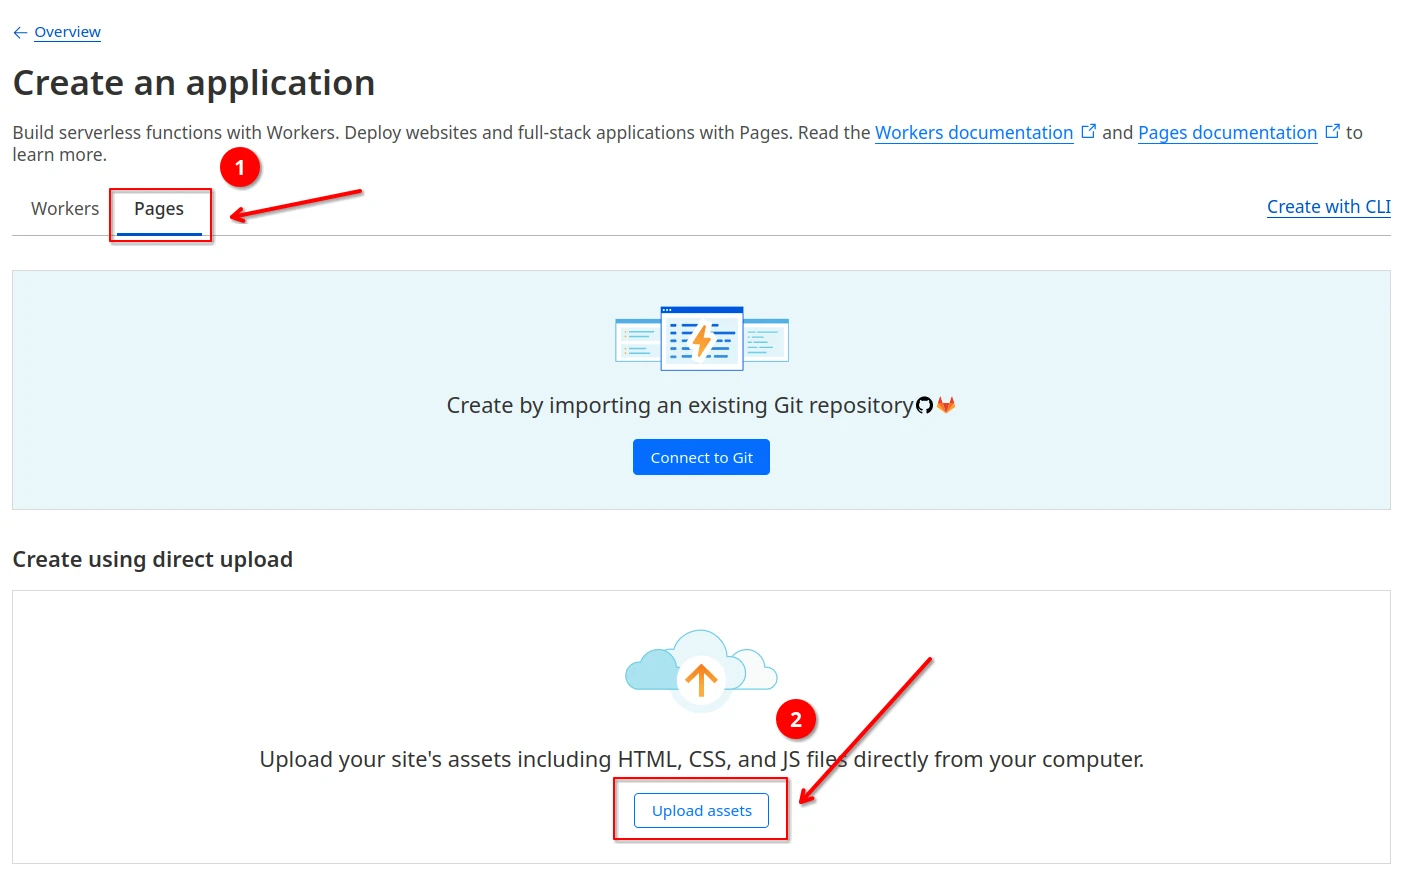 Overview
Create an application
Build serverless functions with Workers. Deploy websites and full-stack applications with Pages. Read the Workers documentation and Pages documentation to
learn more.
1
Workers Pages Create with CLI
Create by importing an existing Git repository
Connect to Git
Create using direct upload
2
Upload your site's assets including HTML, CSS, and JS files directly from your computer.
Upload assets